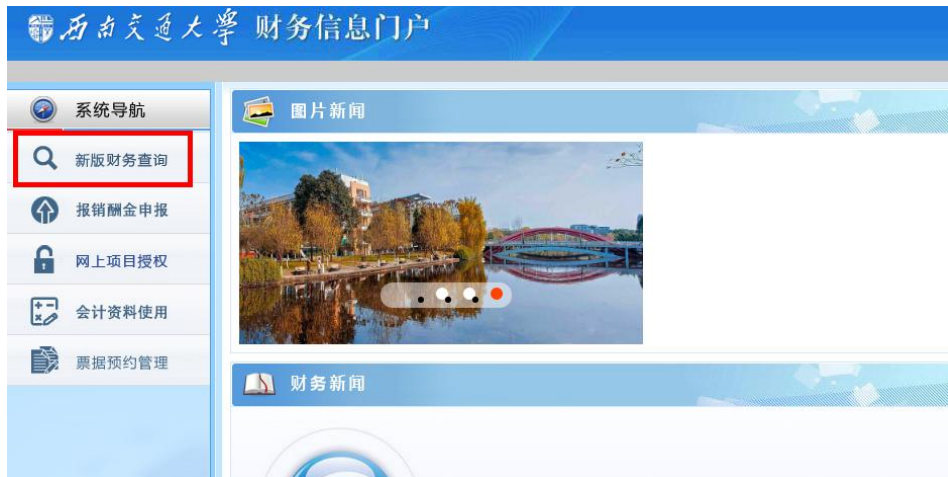 西南交通大學 财务信息门户
系统导航
新版财务查询
报销酬金申报
网上项目授权
会计资料使用
票据预约管理
图片新闻
财务新闻